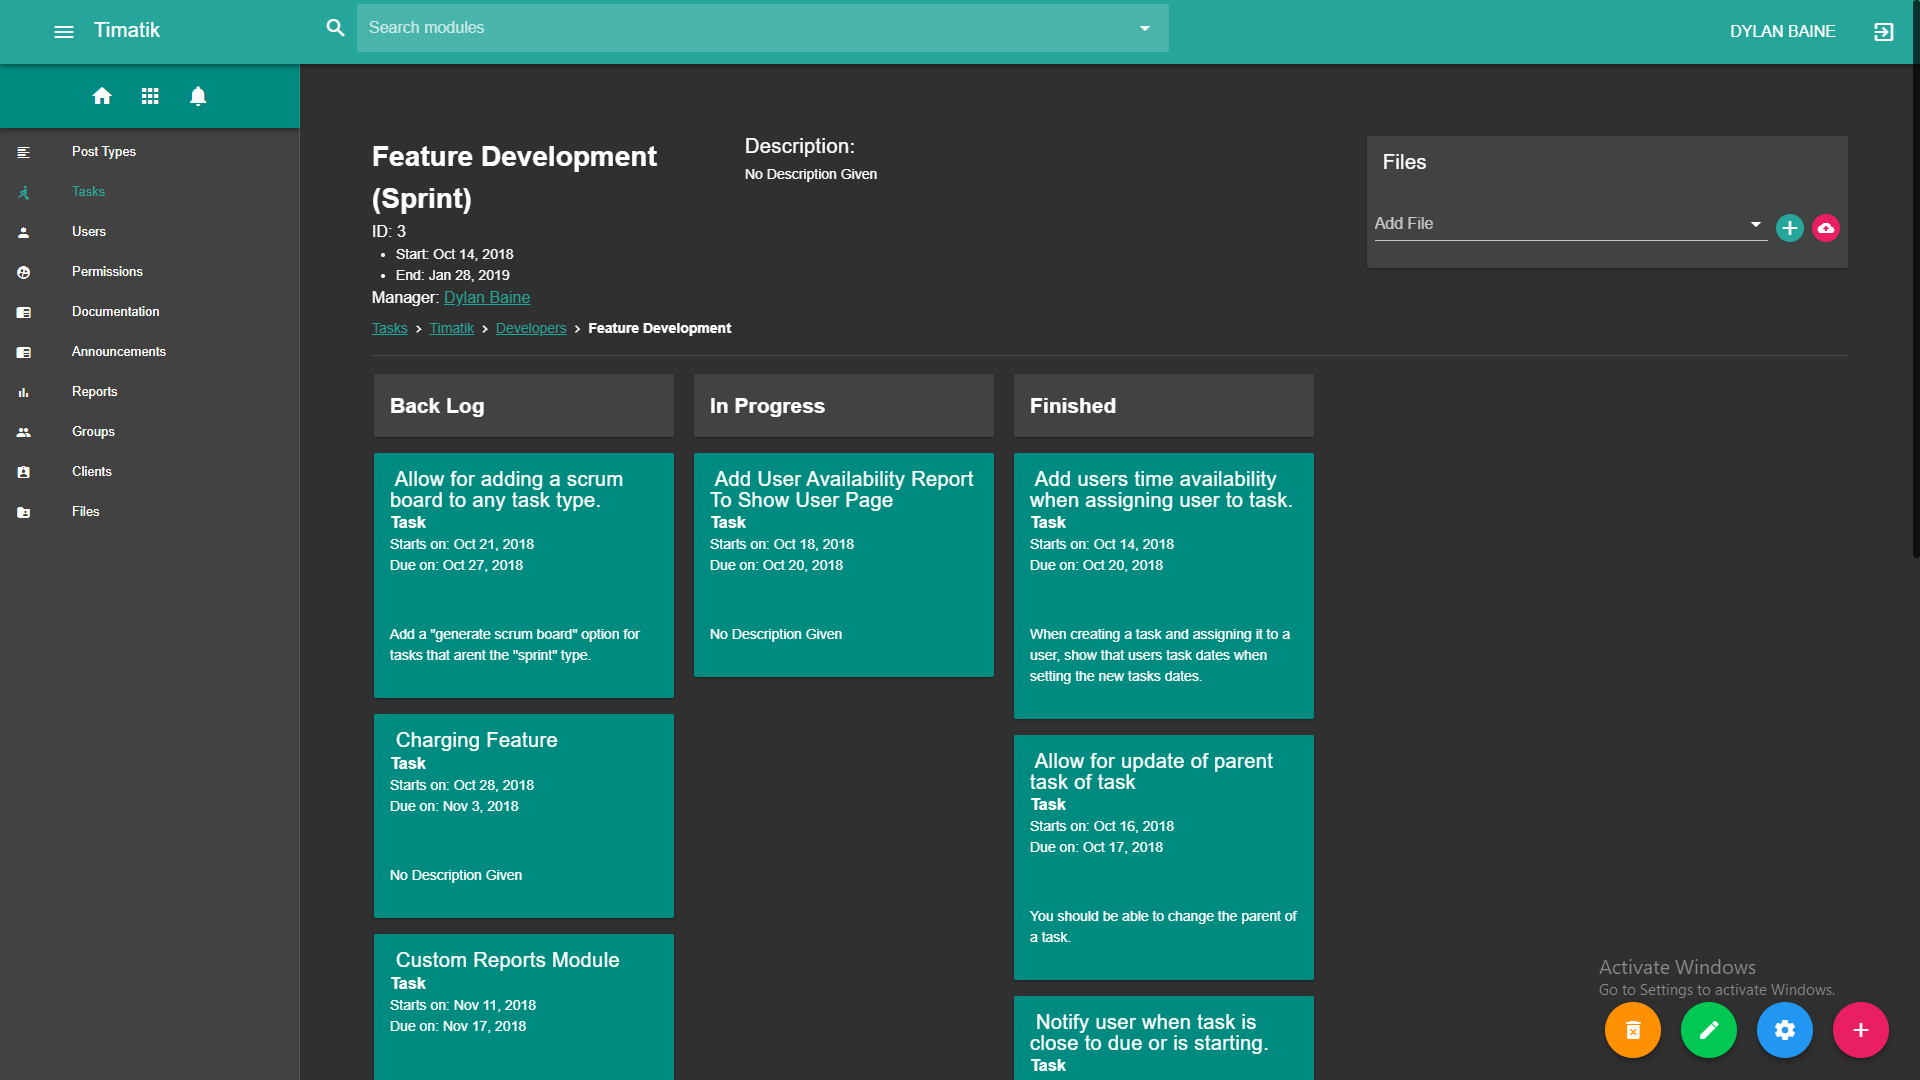 Timatik
Search modules
DYLAN BAINE
Post Types
Tasks
Users
Permissions
Documentation
Announcements
Reports
Groups
Clients
Files
Feature Development
(Sprint)
ID: 3
Start: Oct 14, 2018
End: Jan 28, 2019
Manager: Dylan Baine
Tasks > Timatik > Developers > Feature Development
Description:
No Description Given
Files
Add File
Back Log
Allow for adding a scrum
board to any task type.
Task
Starts on: Oct 21, 2018
Due on: Oct 27, 2018
Add a "generate scrum board" option for
tasks that arent the "sprint" type.
Charging Feature
Task
Starts on: Oct 28, 2018
Due on: Nov 3, 2018
No Description Given
Custom Reports Module
Task
Starts on: Nov 11, 2018
Due on: Nov 17, 2018
In Progress
Add User Availability Report
To Show User Page
Task
Starts on: Oct 18, 2018
Due on: Oct 20, 2018
No Description Given
Finished
Add users time availability
when assigning user to task.
Task
Starts on: Oct 14, 2018
Due on: Oct 20, 2018
When creating a task and assigning it to a
user, show that users task dates when
setting the new tasks dates.
Allow for update of parent
task of task
Task
Starts on: Oct 16, 2018
Due on: Oct 17, 2018
You should be able to change the parent of
a task.
Notify user when task is
close to due or is starting.
Task
Activate Windows
Go to Settings to activate Windows.